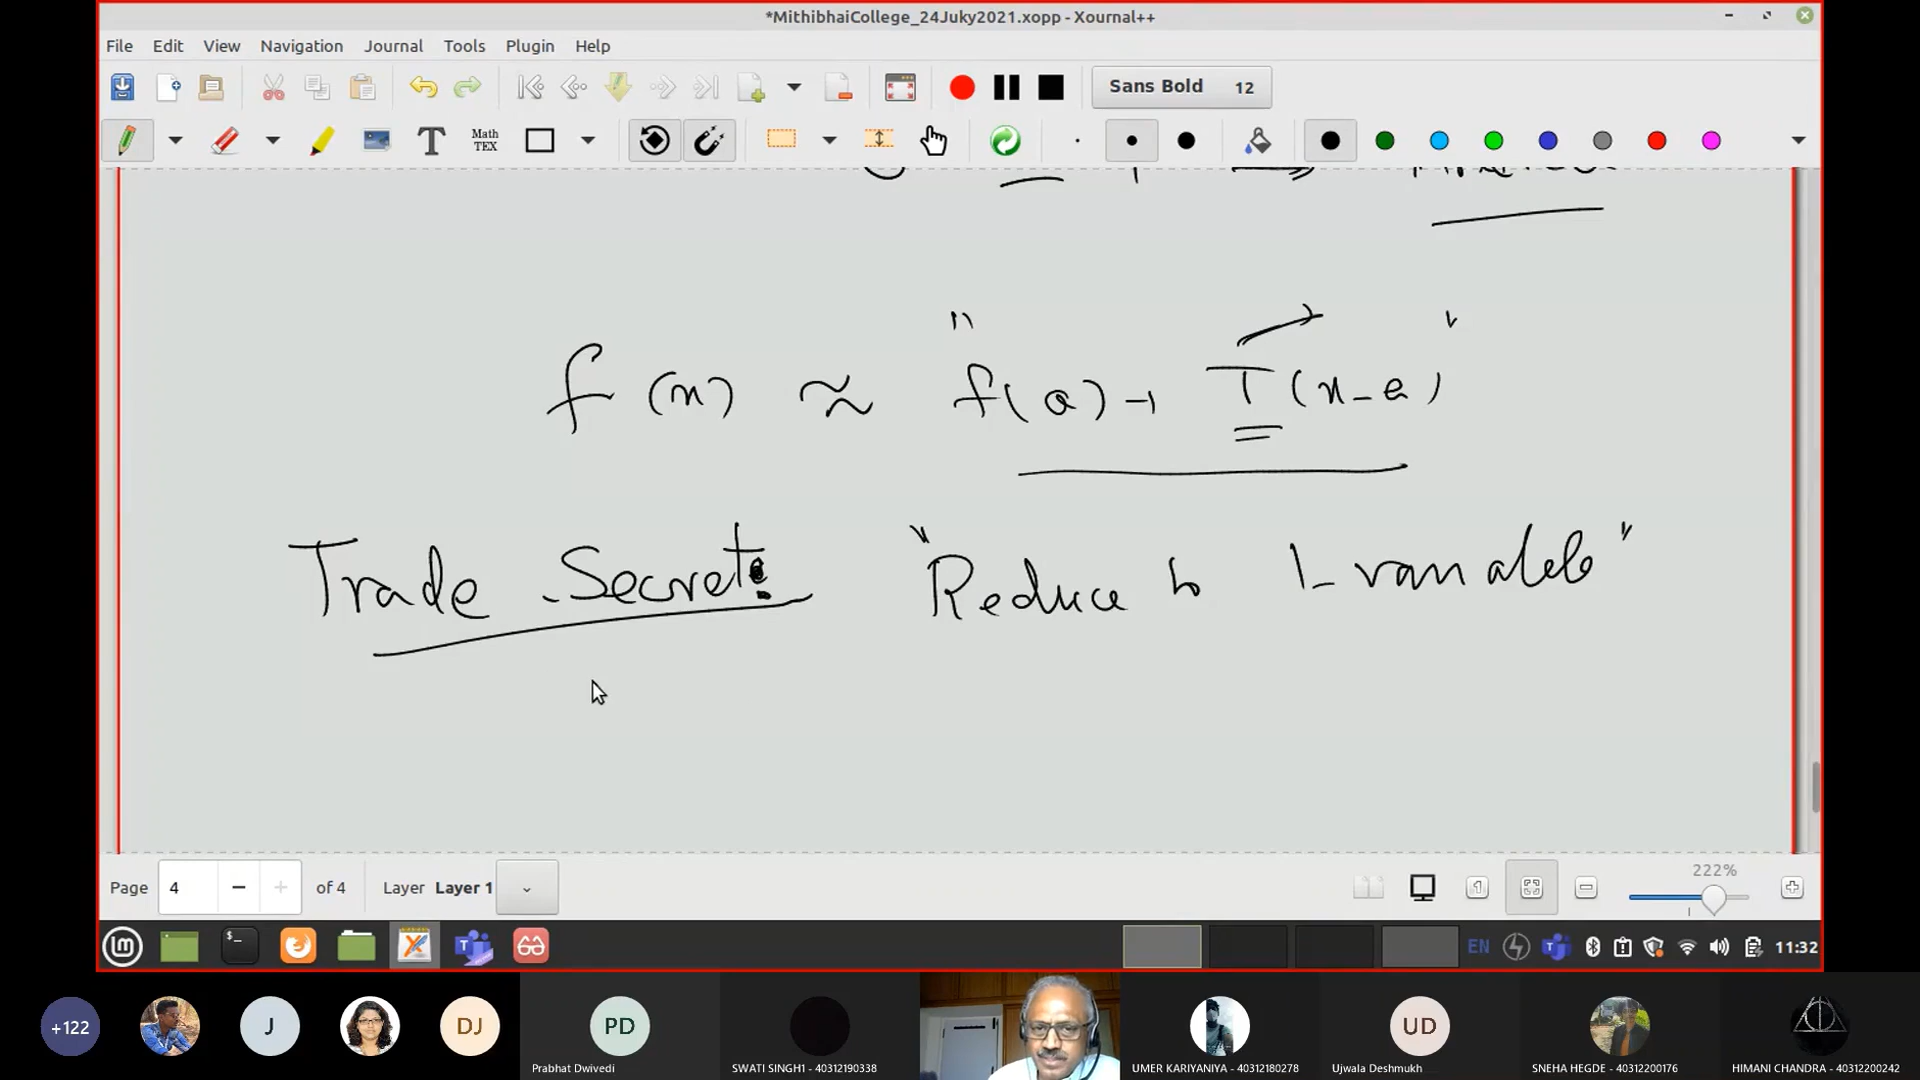 *MithibhaiCollege_24Juky2021.xopp - Xournal++
File Edit View Navigation Journal Tools Plugin Help
Sans Bold 12
T Math TEX
f(x) ≈ "f(a) + T(x-a)"
Trade Secret: "Reduce to 1-variable"
Page 4 of 4 Layer Layer 1
222%
EN 11:32
+122 J DJ PD UD
Prabhat Dwivedi SWATI SINGH1 - 40312190338 UMER KARIYANIYA - 40312180278 Ujwala Deshmukh SNEHA HEGDE - 40312200176 HIMANI CHANDRA - 40312200242